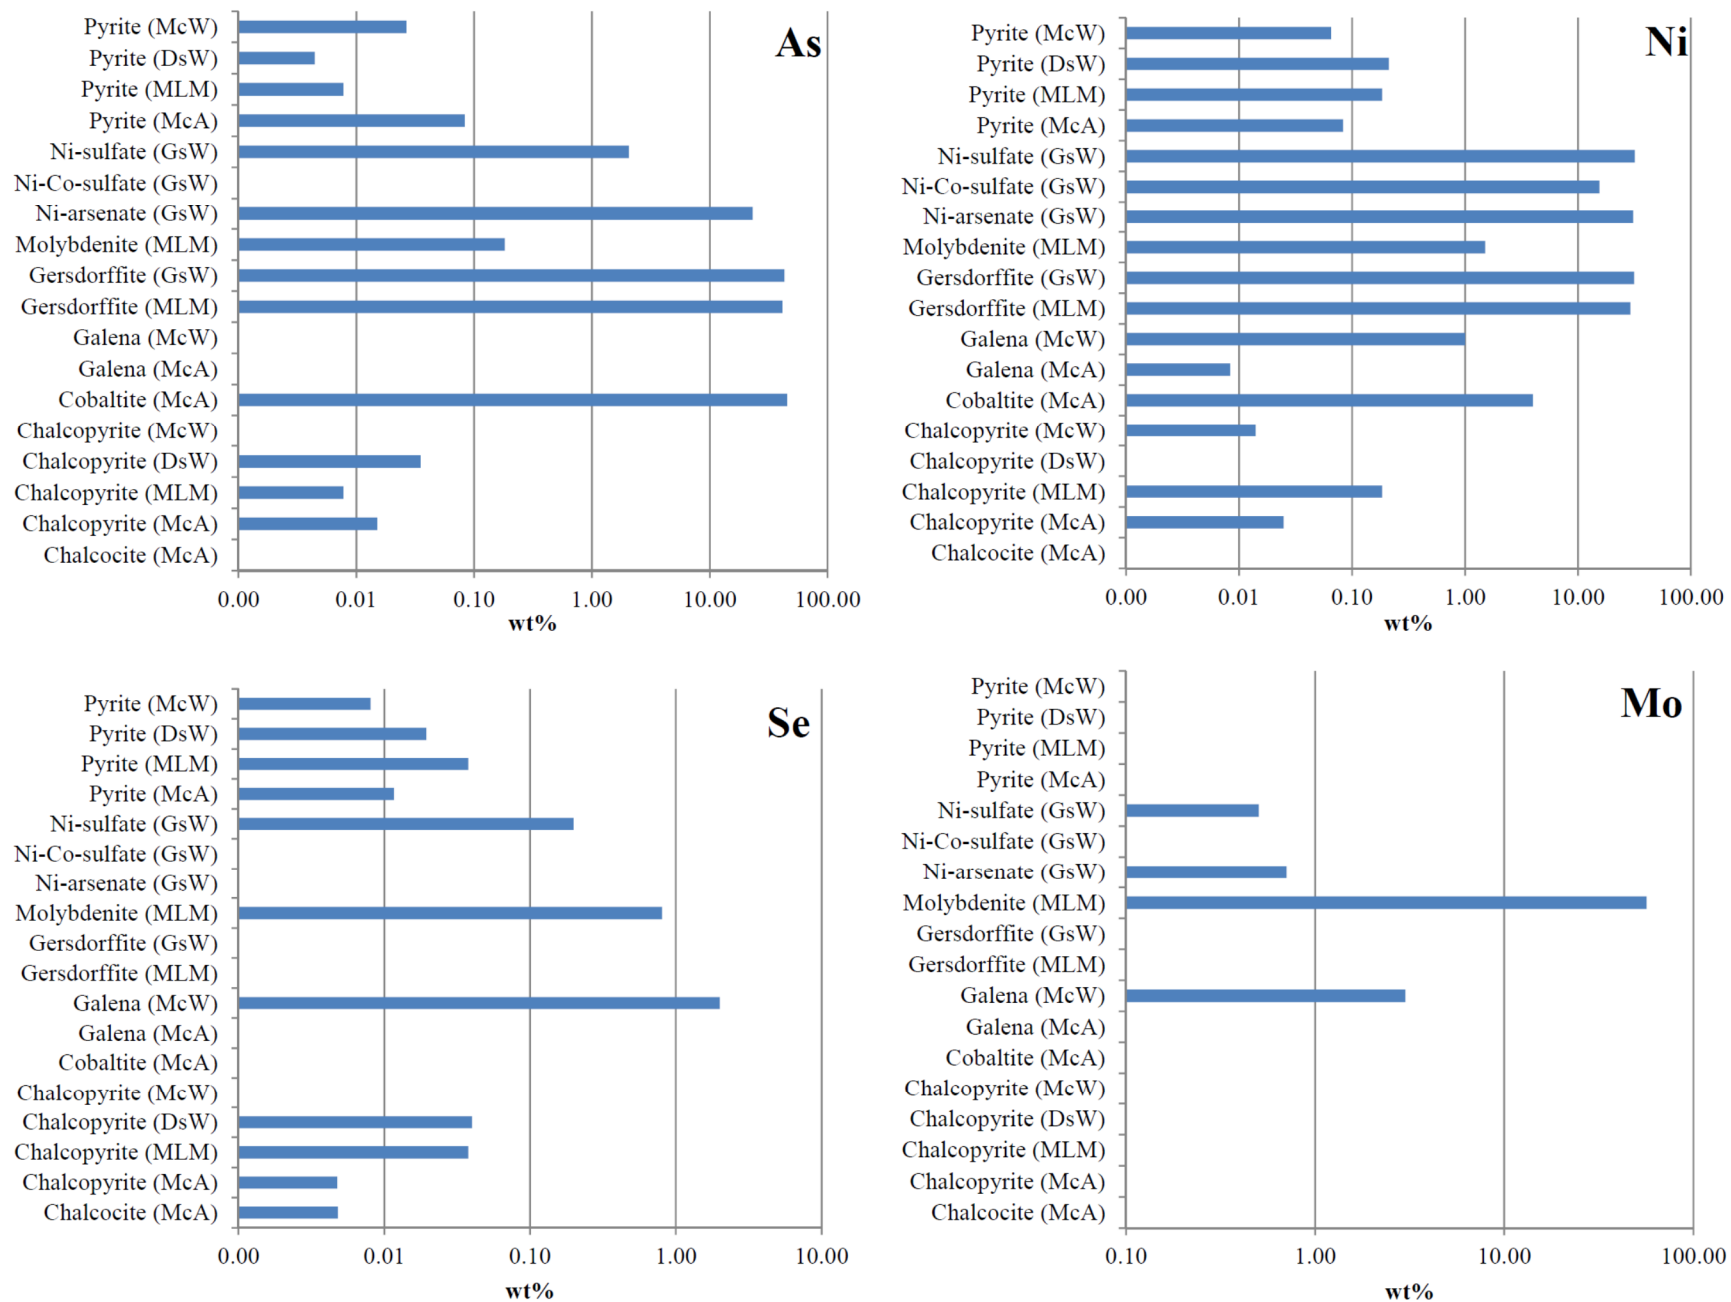 As
Pyrite (McW)
Pyrite (DsW)
Pyrite (MLM)
Pyrite (McA)
Ni-sulfate (GsW)
Ni-Co-sulfate (GsW)
Ni-arsenate (GsW)
Molybdenite (MLM)
Gersdorffite (GsW)
Gersdorffite (MLM)
Galena (McW)
Galena (McA)
Cobaltite (McA)
Chalcopyrite (McW)
Chalcopyrite (DsW)
Chalcopyrite (MLM)
Chalcopyrite (McA)
Chalcocite (McA)
0.00 0.01 0.10 1.00 10.00 100.00
wt%
Ni
Pyrite (McW)
Pyrite (DsW)
Pyrite (MLM)
Pyrite (McA)
Ni-sulfate (GsW)
Ni-Co-sulfate (GsW)
Ni-arsenate (GsW)
Molybdenite (MLM)
Gersdorffite (GsW)
Gersdorffite (MLM)
Galena (McW)
Galena (McA)
Cobaltite (McA)
Chalcopyrite (McW)
Chalcopyrite (DsW)
Chalcopyrite (MLM)
Chalcopyrite (McA)
Chalcocite (McA)
0.00 0.01 0.10 1.00 10.00 100.00
wt%
Se
Pyrite (McW)
Pyrite (DsW)
Pyrite (MLM)
Pyrite (McA)
Ni-sulfate (GsW)
Ni-Co-sulfate (GsW)
Ni-arsenate (GsW)
Molybdenite (MLM)
Gersdorffite (GsW)
Gersdorffite (MLM)
Galena (McW)
Galena (McA)
Cobaltite (McA)
Chalcopyrite (McW)
Chalcopyrite (DsW)
Chalcopyrite (MLM)
Chalcopyrite (McA)
Chalcocite (McA)
0.00 0.01 0.10 1.00 10.00
wt%
Mo
Pyrite (McW)
Pyrite (DsW)
Pyrite (MLM)
Pyrite (McA)
Ni-sulfate (GsW)
Ni-Co-sulfate (GsW)
Ni-arsenate (GsW)
Molybdenite (MLM)
Gersdorffite (GsW)
Gersdorffite (MLM)
Galena (McW)
Galena (McA)
Cobaltite (McA)
Chalcopyrite (McW)
Chalcopyrite (DsW)
Chalcopyrite (MLM)
Chalcopyrite (McA)
Chalcocite (McA)
0.10 1.00 10.00 100.00
wt%